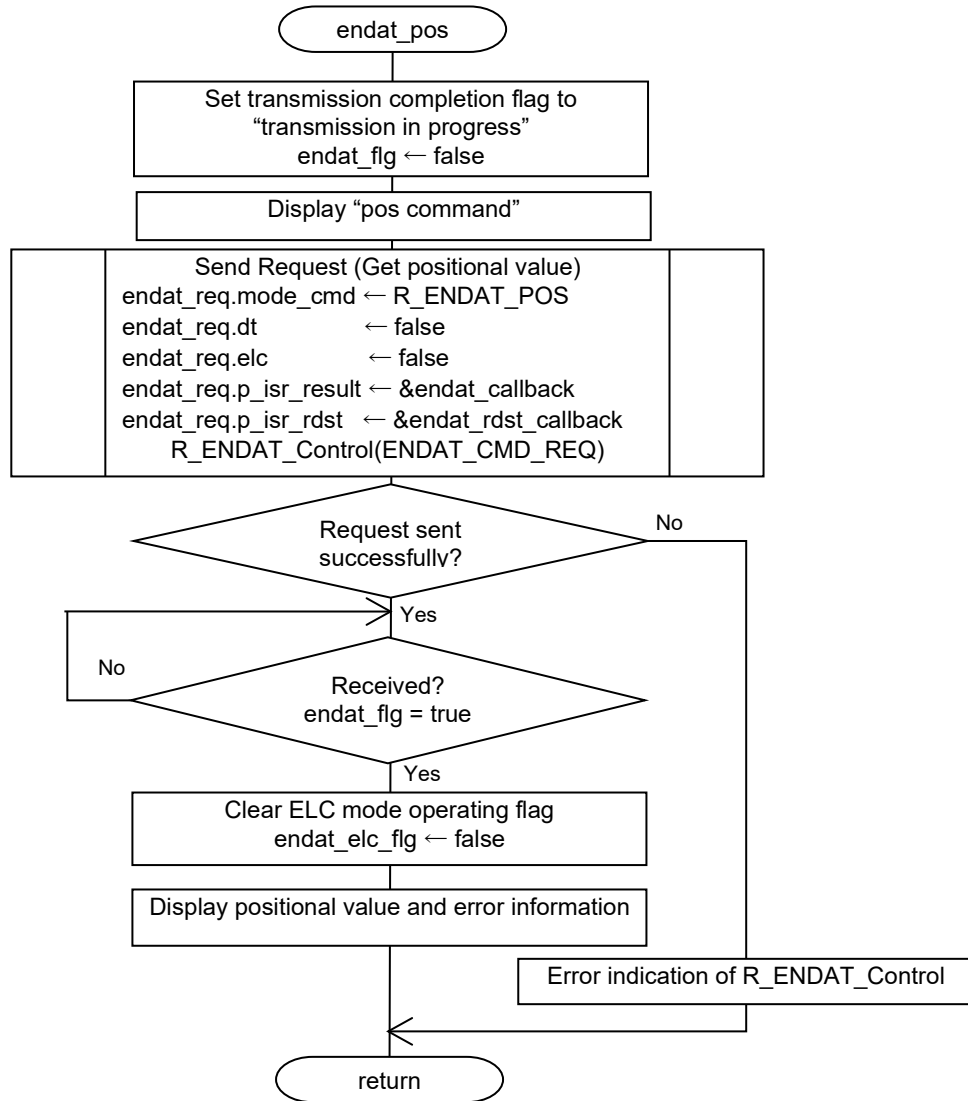 endat_pos
Set transmission completion flag to
“transmission in progress”
endat_flg ← false
Display “pos command”
Send Request (Get positional value)
endat_req.mode_cmd ← R_ENDAT_POS
endat_req.dt ← false
endat_req.elc ← false
endat_req.p_isr_result ← &endat_callback
endat_req.p_isr_rdst ← &endat_rdst_callback
R_ENDAT_Control(ENDAT_CMD_REQ)
Request sent
successfully?
No
Yes
No
Received?
endat_flg = true
Yes
Clear ELC mode operating flag
endat_elc_flg ← false
Display positional value and error information
Error indication of R_ENDAT_Control
return